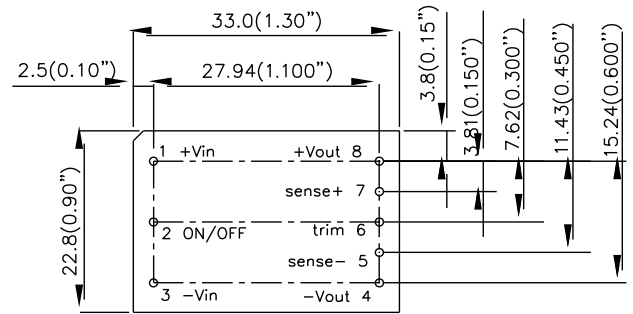 33.0(1.30”)
2.5(0.10”)
27.94(1.100”)
3.8(0.15”)
3.81(0.150”)
7.62(0.300”)
11.43(0.450”)
15.24(0.600”)
22.8(0.90”)
1 +Vin
+Vout 8
sense+ 7
2 ON/OFF
trim 6
sense- 5
3 -Vin
-Vout 4